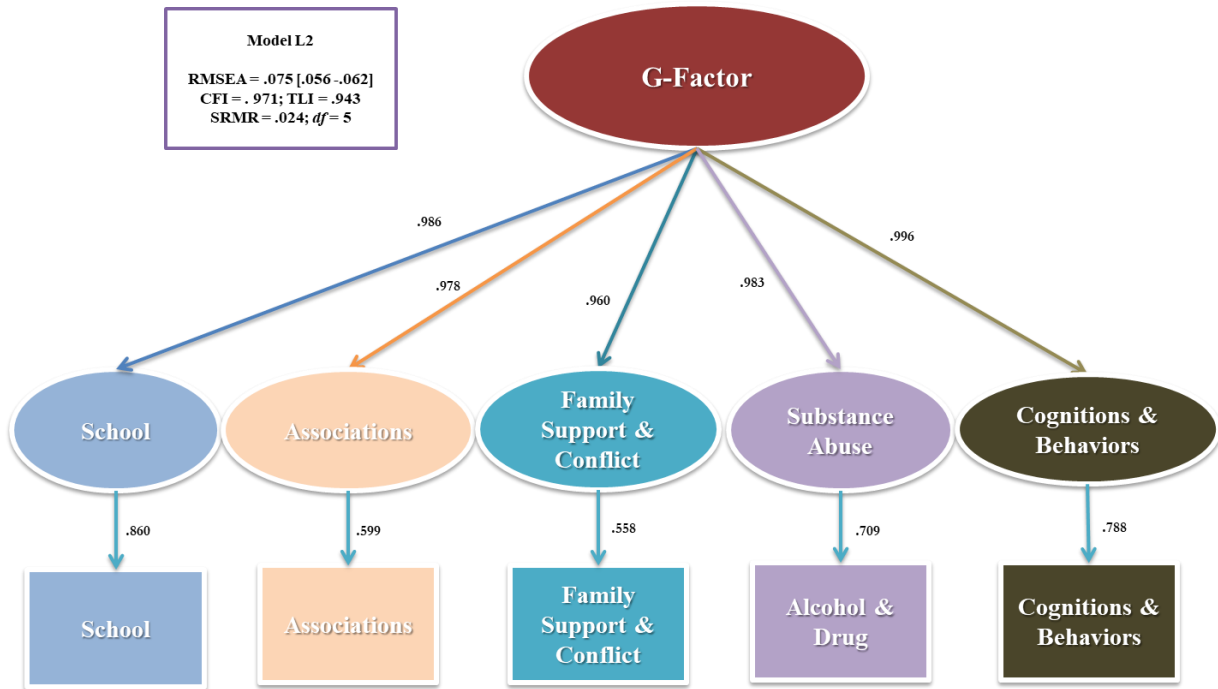 Model L2
RMSEA = .075 [.056 -.062]
CFI = . 971; TLI = .943
SRMR = .024; df = 5
G-Factor
.986
.978
.960
.983
.996
School
Associations
Family
Support &
Conflict
Substance
Abuse
Cognitions &
Behaviors
.860
.599
.558
.709
.788
School
Associations
Family
Support &
Conflict
Alcohol &
Drug
Cognitions &
Behaviors